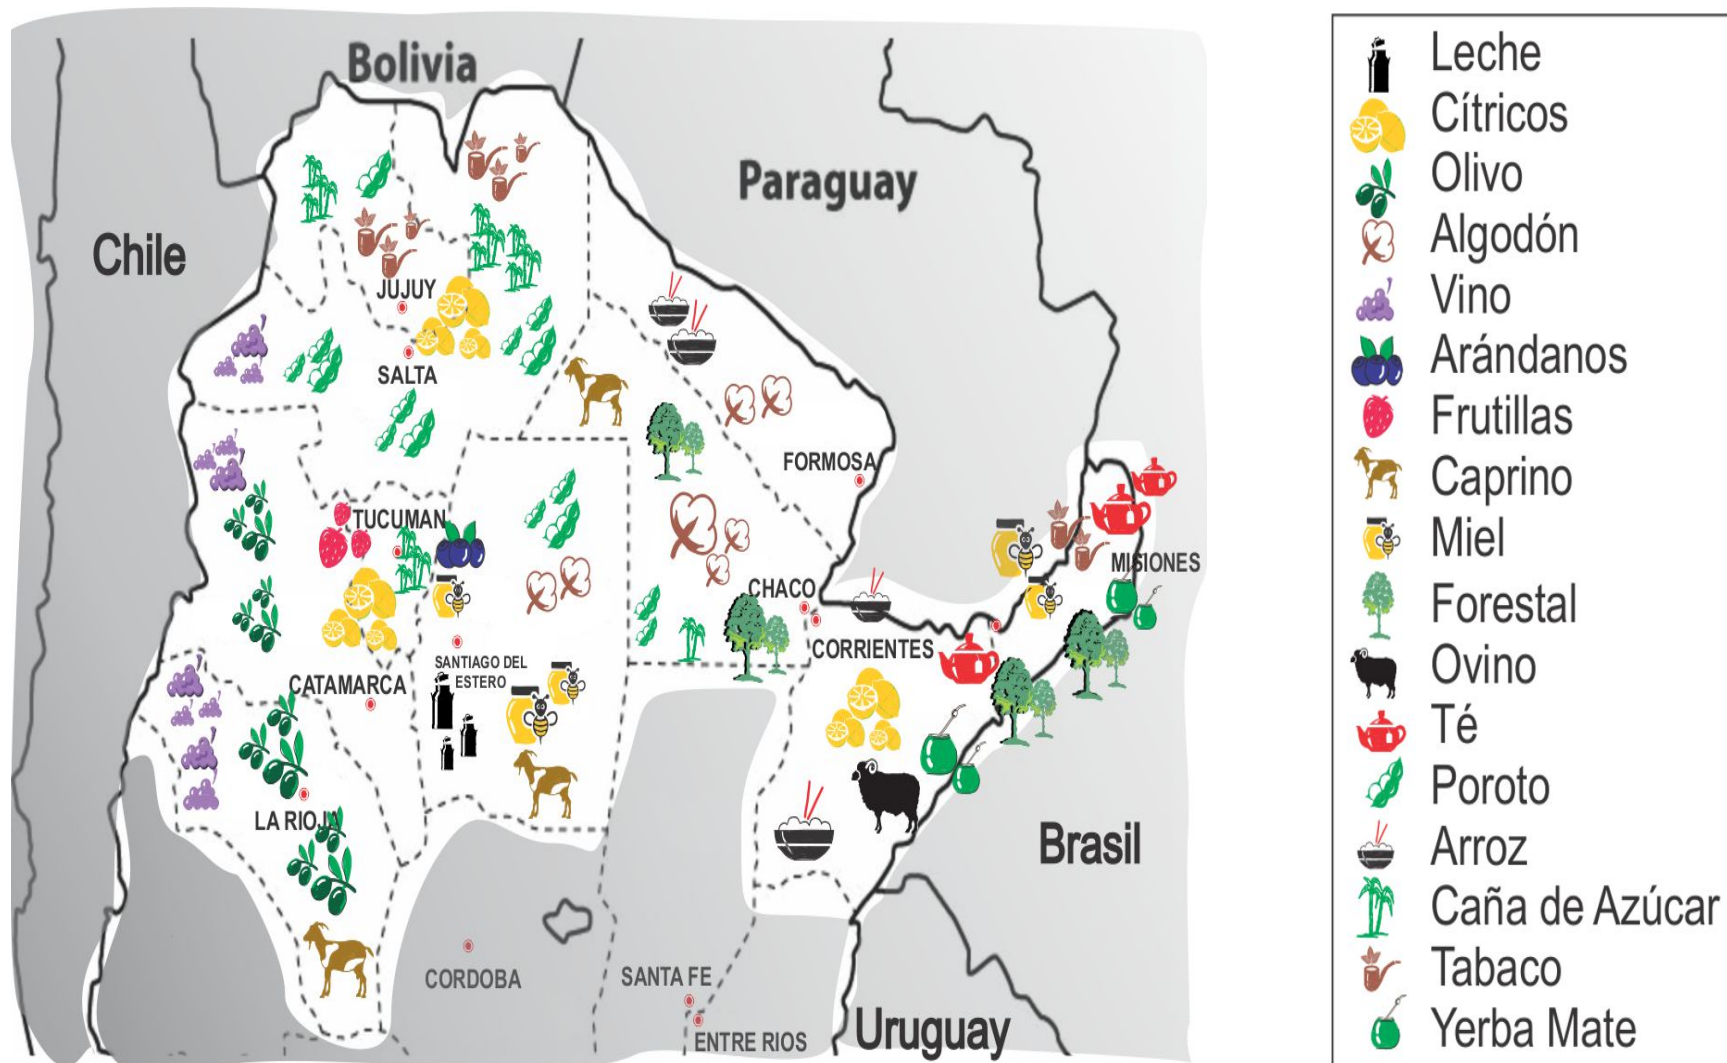 Bolivia
Paraguay
Chile
JUJUY
SALTA
FORMOSA
TUCUMAN
MISIONES
CHACO
CORRIENTES
SANTIAGO DEL
ESTERO
CATAMARCA
LA RIOJA
Brasil
CORDOBA
SANTA FE
ENTRE RIOS
Uruguay
Leche
Cítricos
Olivo
Algodón
Vino
Arándanos
Frutillas
Caprino
Miel
Forestal
Ovino
Té
Poroto
Arroz
Caña de Azúcar
Tabaco
Yerba Mate